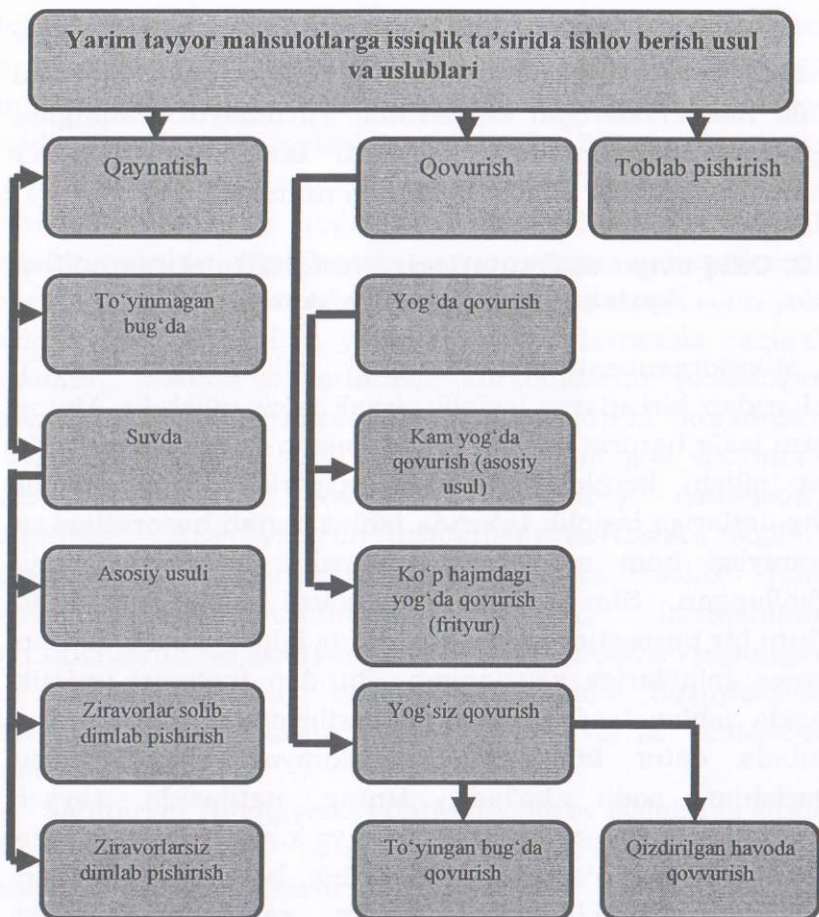 Yarim tayyor mahsulotlarga issiqlik ta’sirida ishlov berish usul
va uslublari
Qaynatish
Qovurish
Toblab pishirish
To‘yinmagan
bug‘da
Yog‘da qovurish
Suvda
Kam yog‘da
qovurish (asosiy
usul)
Asosiy usuli
Ko‘p hajmdagi
yog‘da qovurish
(frityur)
Ziravorlar solib
dimlab pishirish
Yog‘siz qovurish
Ziravorlarsiz
dimlab pishirish
To‘yingan bug‘da
qovurish
Qizdirilgan havoda
qovvurish